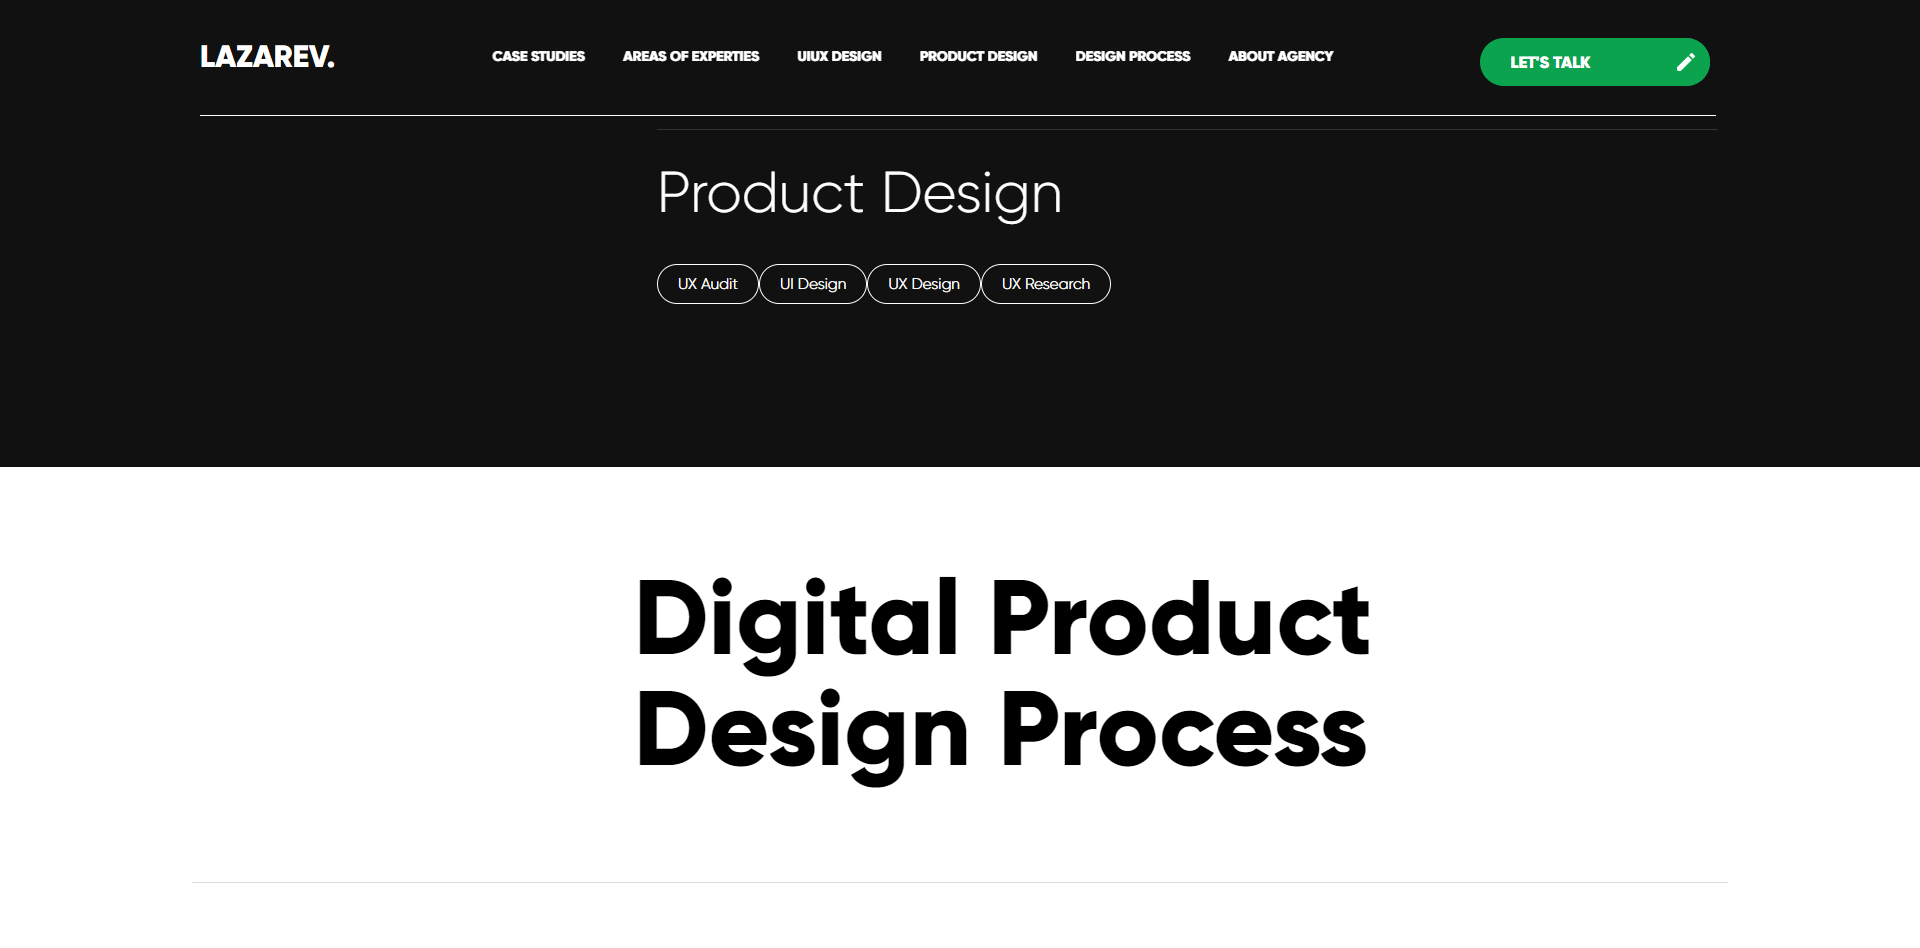 LAZAREV.
CASE STUDIES
AREAS OF EXPERTIES
UIUX DESIGN
PRODUCT DESIGN
DESIGN PROCESS
ABOUT AGENCY
LET'S TALK
Product Design
UX Audit
UI Design
UX Design
UX Research
Digital Product
Design Process